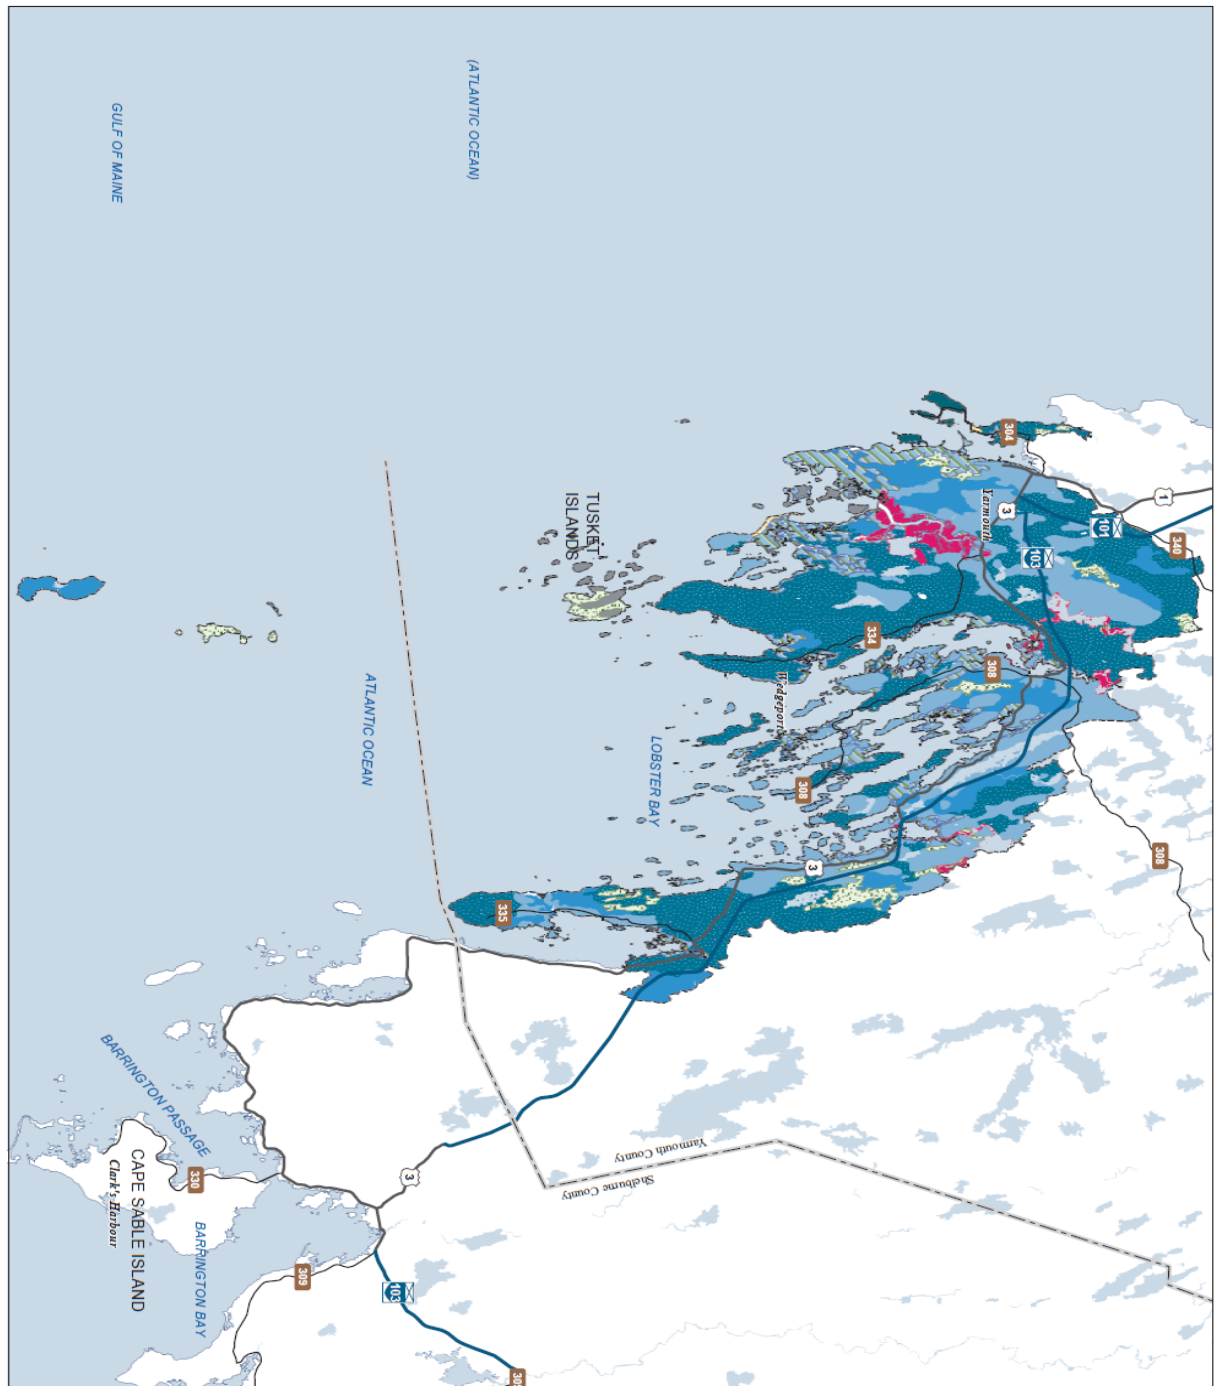 (ATLANTIC OCEAN)
GULF OF MAINE
304
1
Yarmouth
3
101
103
340
TUSKET
ISLANDS
334
308
Wedgeport
ATLANTIC OCEAN
LOBSTER BAY
308
308
3
335
BARRINGTON PASSAGE
Yarmouth County
Shelburne County
CAPE SABLE ISLAND
Clark's Harbour
330
3
BARRINGTON BAY
309
103